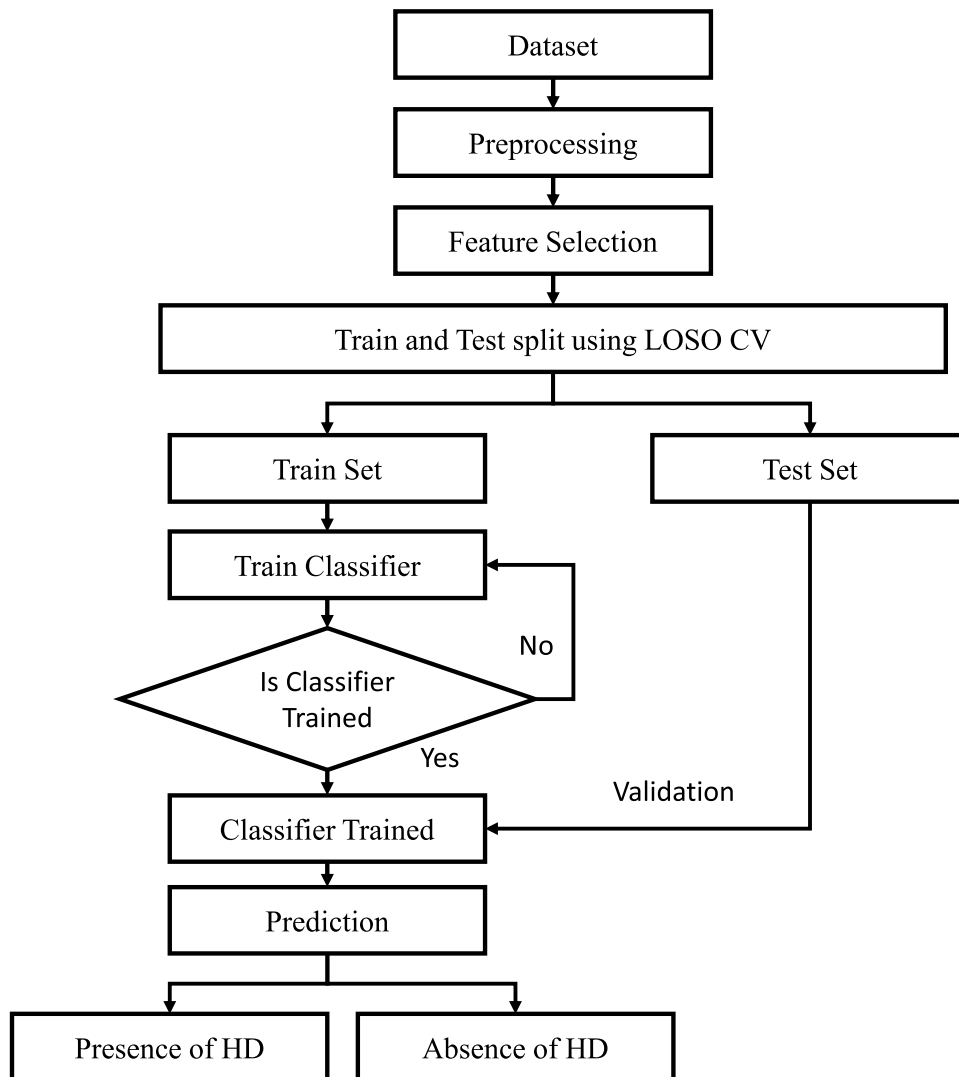 Dataset
Preprocessing
Feature Selection
Train and Test split using LOSO CV
Train Set
Test Set
Train Classifier
No
Is Classifier
Trained
Yes
Validation
Classifier Trained
Prediction
Presence of HD
Absence of HD